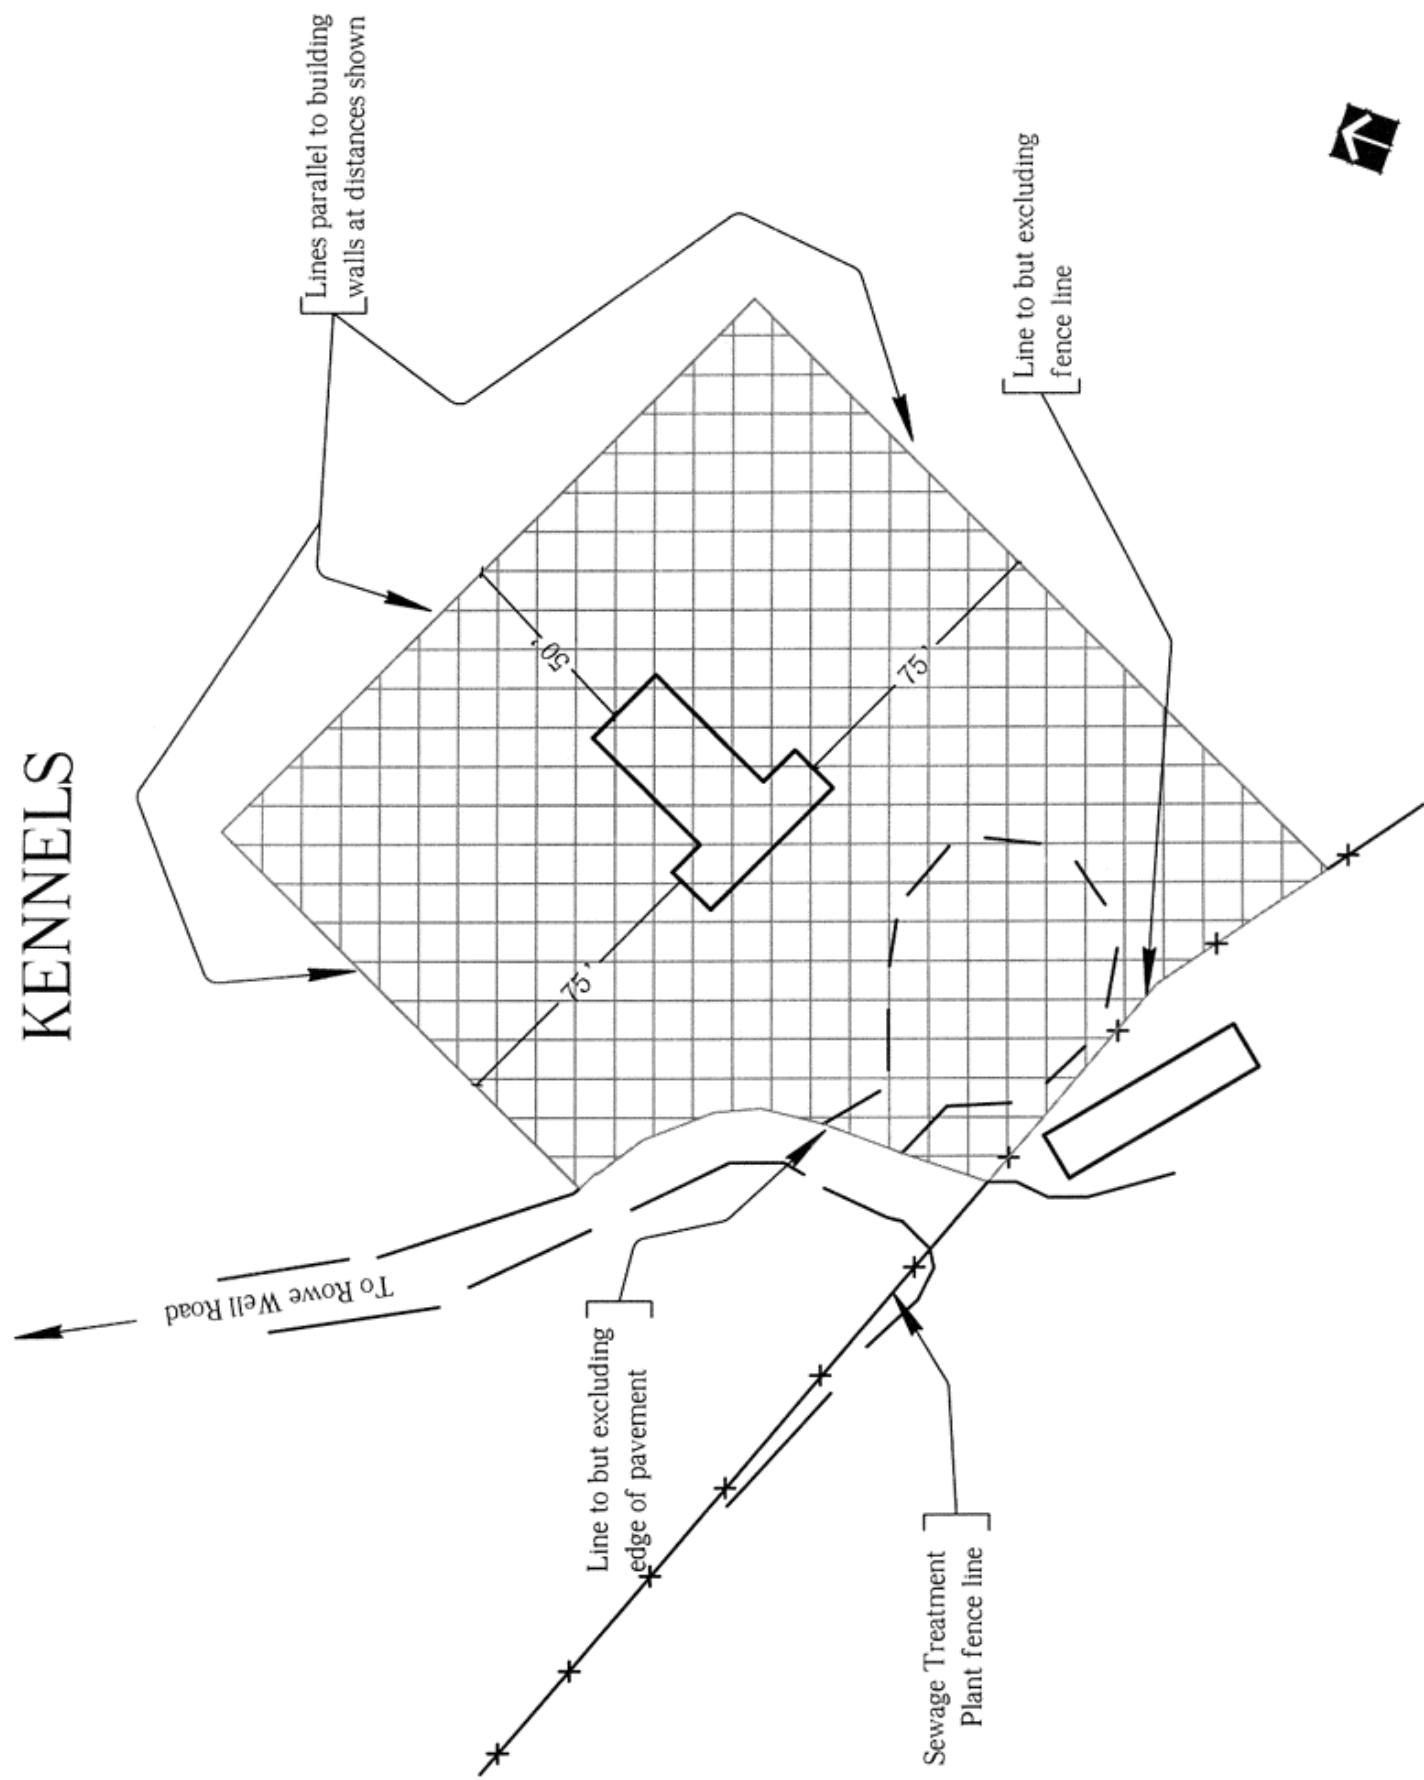 KENNELS
Lines parallel to building
walls at distances shown
50'
75'
75'
Line to but excluding
fence line
To Rowe Well Road
Line to but excluding
edge of pavement
Sewage Treatment
Plant fence line